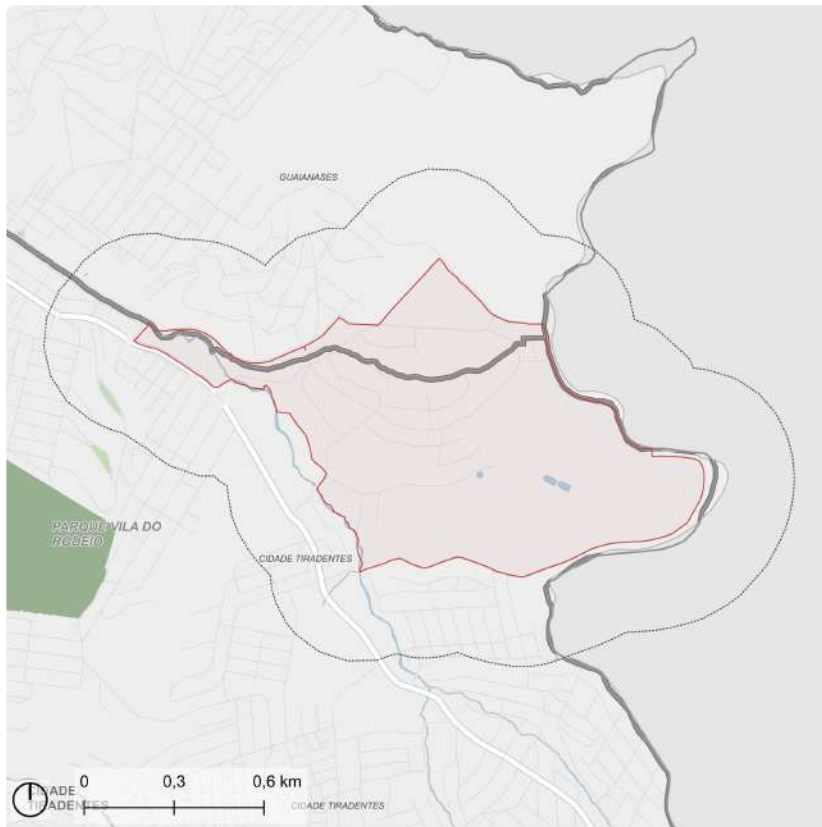 GUAIANASES
PARQUE VILA DO
RODEIO
CIDADE TIRADENTES
0 0,3 0,6 km
CIDADE
TIRADENTES
CIDADE TIRADENTES